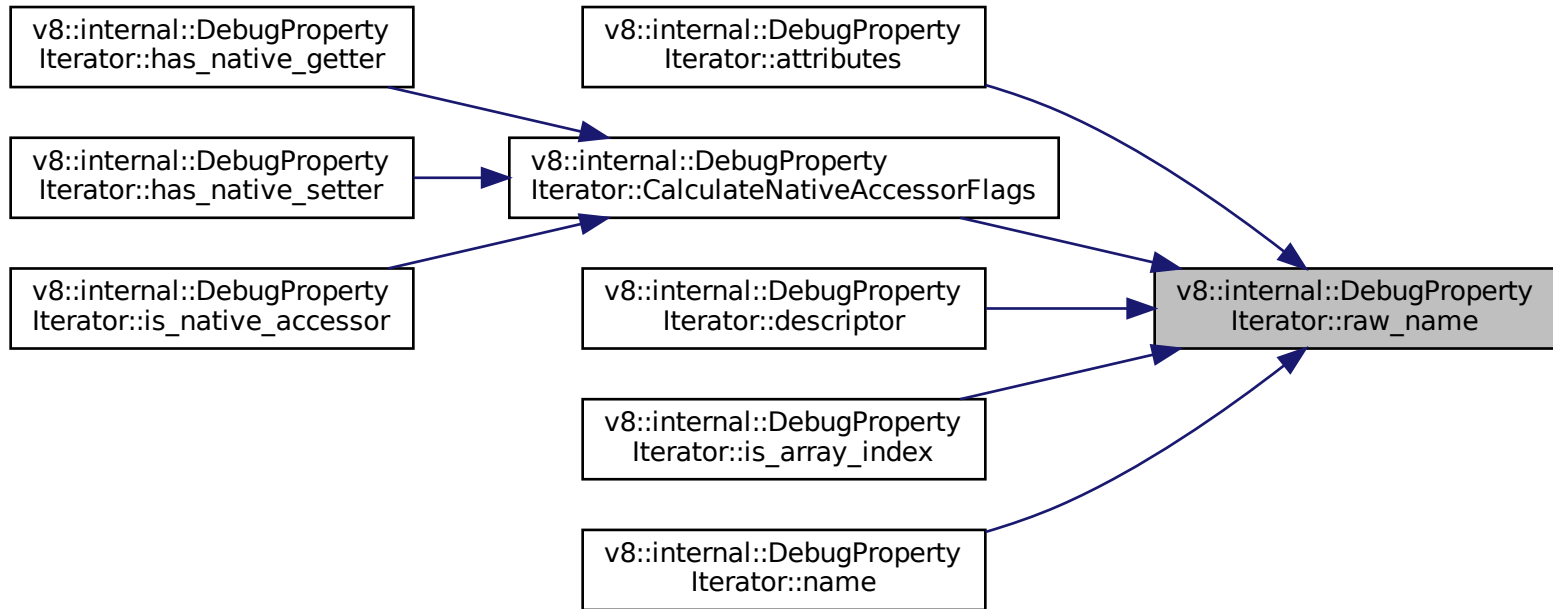 v8::internal::DebugProperty
Iterator::has_native_getter
v8::internal::DebugProperty
Iterator::has_native_setter
v8::internal::DebugProperty
Iterator::is_native_accessor
v8::internal::DebugProperty
Iterator::attributes
v8::internal::DebugProperty
Iterator::CalculateNativeAccessorFlags
v8::internal::DebugProperty
Iterator::descriptor
v8::internal::DebugProperty
Iterator::is_array_index
v8::internal::DebugProperty
Iterator::name
v8::internal::DebugProperty
Iterator::raw_name